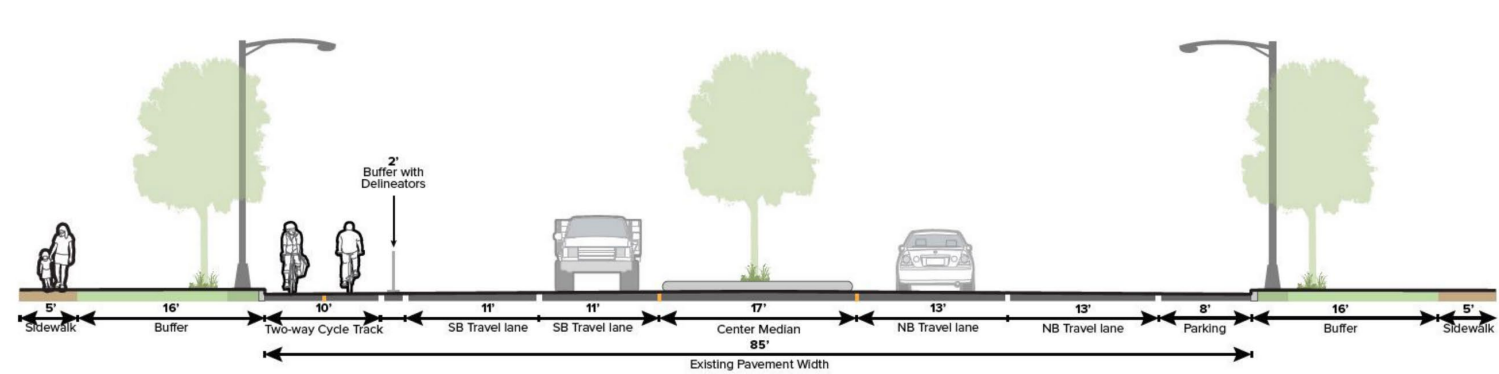 2'
Buffer with
Delineators
5' 16' 10' 11' 11' 17' 13' 13' 8' 16' 5'
Sidewalk Buffer Two-way Cycle Track SB Travel lane SB Travel lane Center Median NB Travel lane NB Travel lane Parking Buffer Sidewalk
85'
Existing Pavement Width